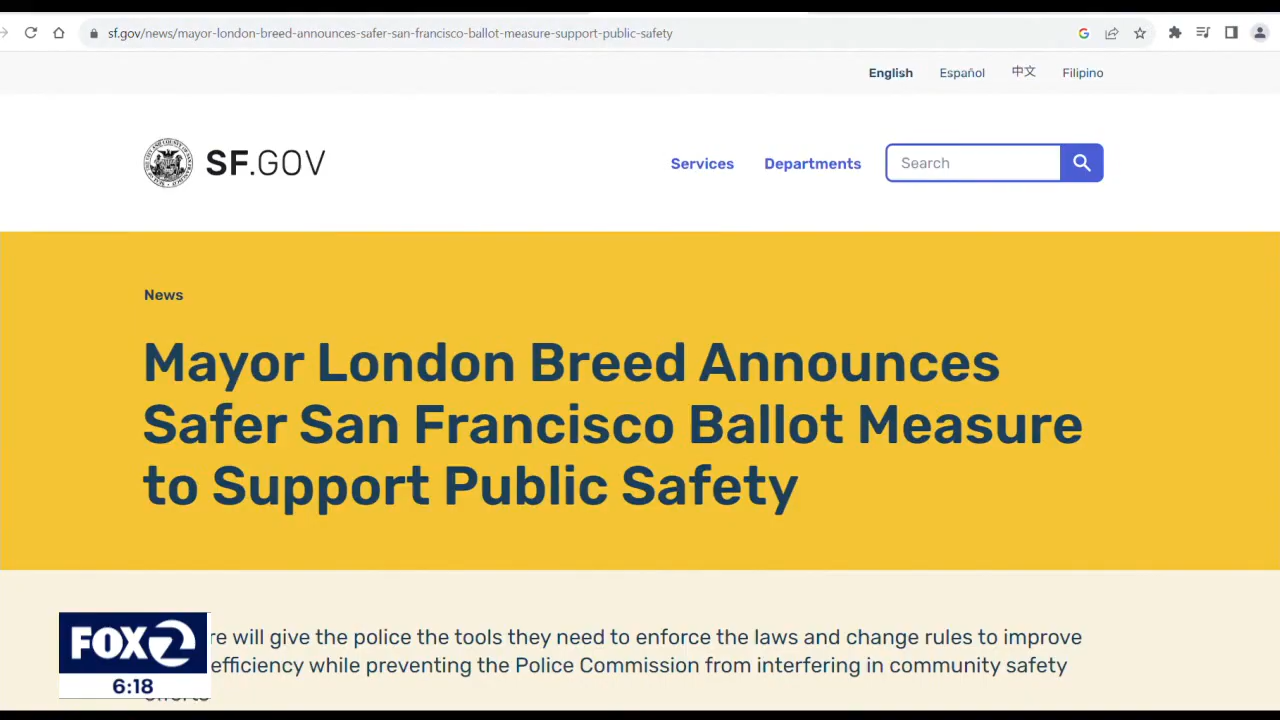 sf.gov/news/mayor-london-breed-announces-safer-san-francisco-ballot-measure-support-public-safety
English Español 中文 Filipino
SF.GOV
Services Departments Search
News
Mayor London Breed Announces
Safer San Francisco Ballot Measure
to Support Public Safety
re will give the police the tools they need to enforce the laws and change rules to improve
efficiency while preventing the Police Commission from interfering in community safety
efforts
FOX 2
6:18